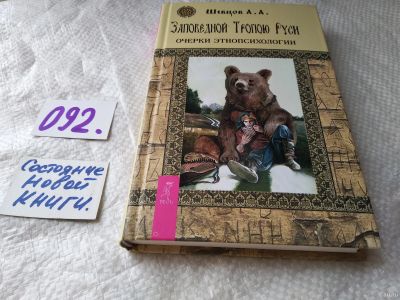 Шевцов А. А.
Заповедной Тропою Руси
ОЧЕРКИ ЭТНОПСИХОЛОГИИ
092.
Состояние
новой
КНИГИ.